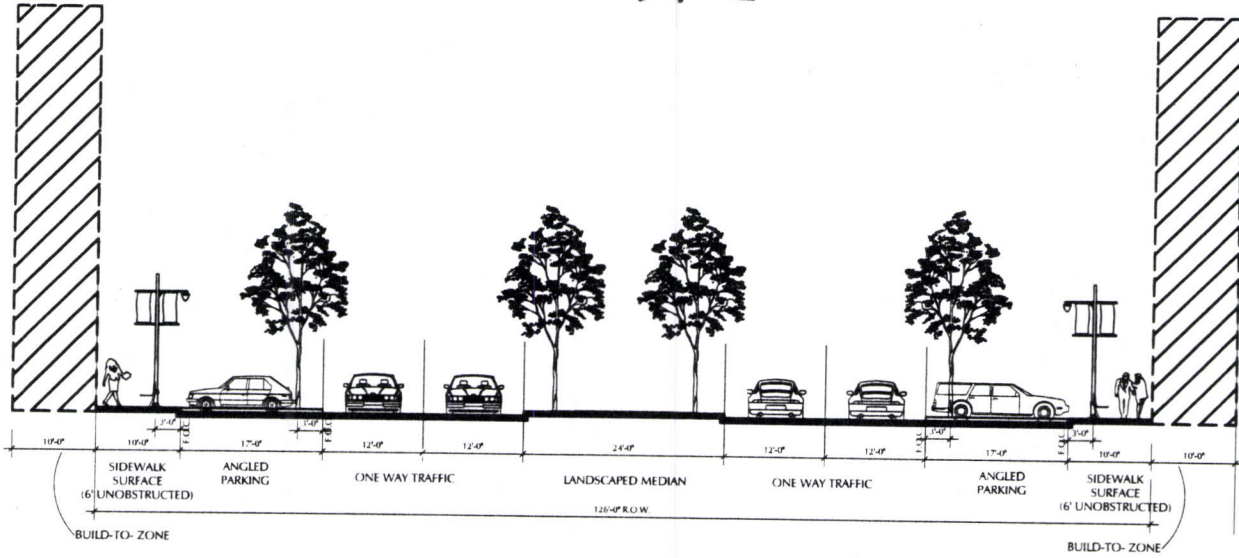 3'-0"
F.O.C.
3'-0"
F.O.C.
3'-0"
F.O.C.
3'-0"
10'-0"
10'-0"
17'-0"
12'-0"
12'-0"
24'-0"
12'-0"
12'-0"
17'-0"
10'-0"
10'-0"
SIDEWALK
SURFACE
(6' UNOBSTRUCTED)
ANGLED
PARKING
ONE WAY TRAFFIC
LANDSCAPED MEDIAN
ONE WAY TRAFFIC
ANGLED
PARKING
SIDEWALK
SURFACE
(6' UNOBSTRUCTED)
126'-0" R.O.W.
BUILD-TO- ZONE
BUILD-TO- ZONE